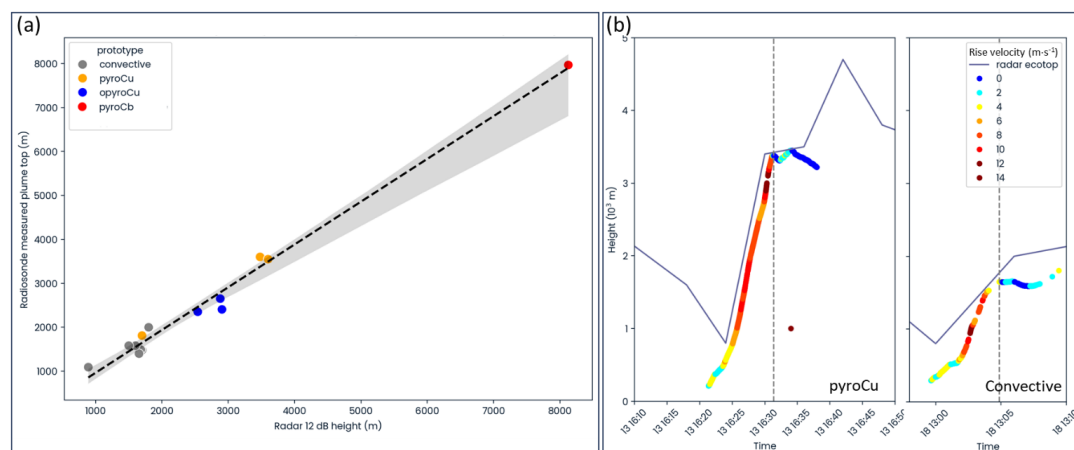 (a)
prototype
convective
pyroCu
opyroCu
pyroCb
8000
7000
6000
5000
4000
3000
2000
1000
Radiosonde measured plume top (m)
1000 2000 3000 4000 5000 6000 7000 8000
Radar 12 dB height (m)
(b)
5
4
3
2
1
0
Height (10³ m)
pyroCu
13 16:10 13 16:15 13 16:20 13 16:25 13 16:30 13 16:35 13 16:40 13 16:45
Time
Rise velocity (m·s⁻¹)
radar ecotop
0
2
4
6
8
10
12
14
Convective
18 13:00 18 13:05 18 13:10
Time